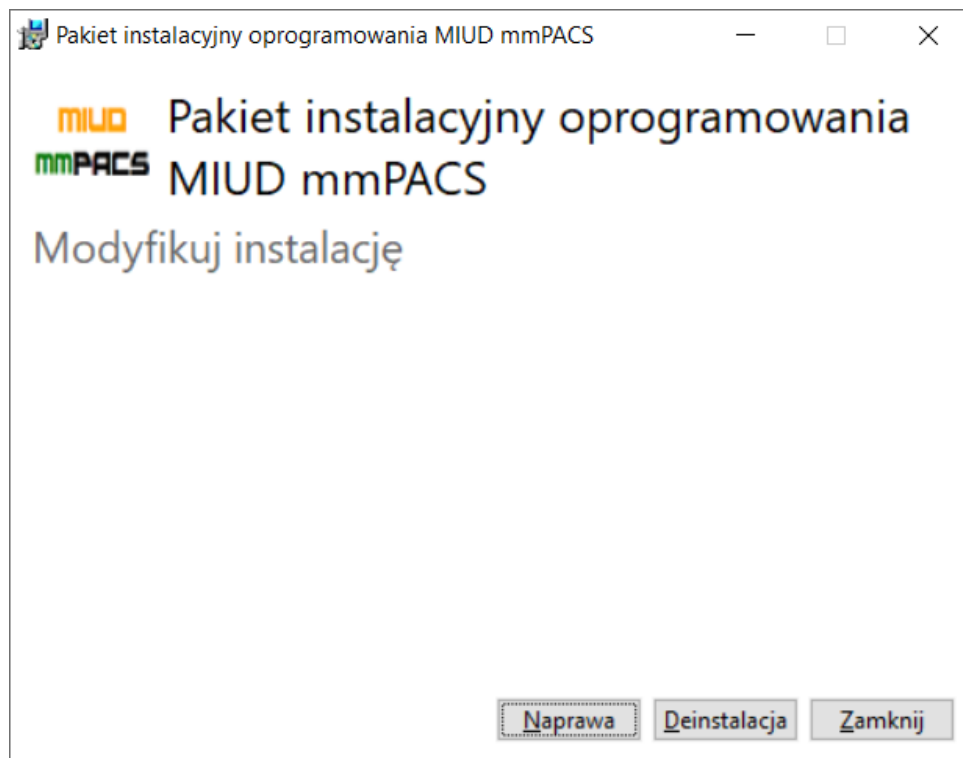 Pakiet instalacyjny oprogramowania MIUD mmPACS
MIUD
mmPACS
Pakiet instalacyjny oprogramowania
MIUD mmPACS
Modyfikuj instalację
Naprawa
Deinstalacja
Zamknij